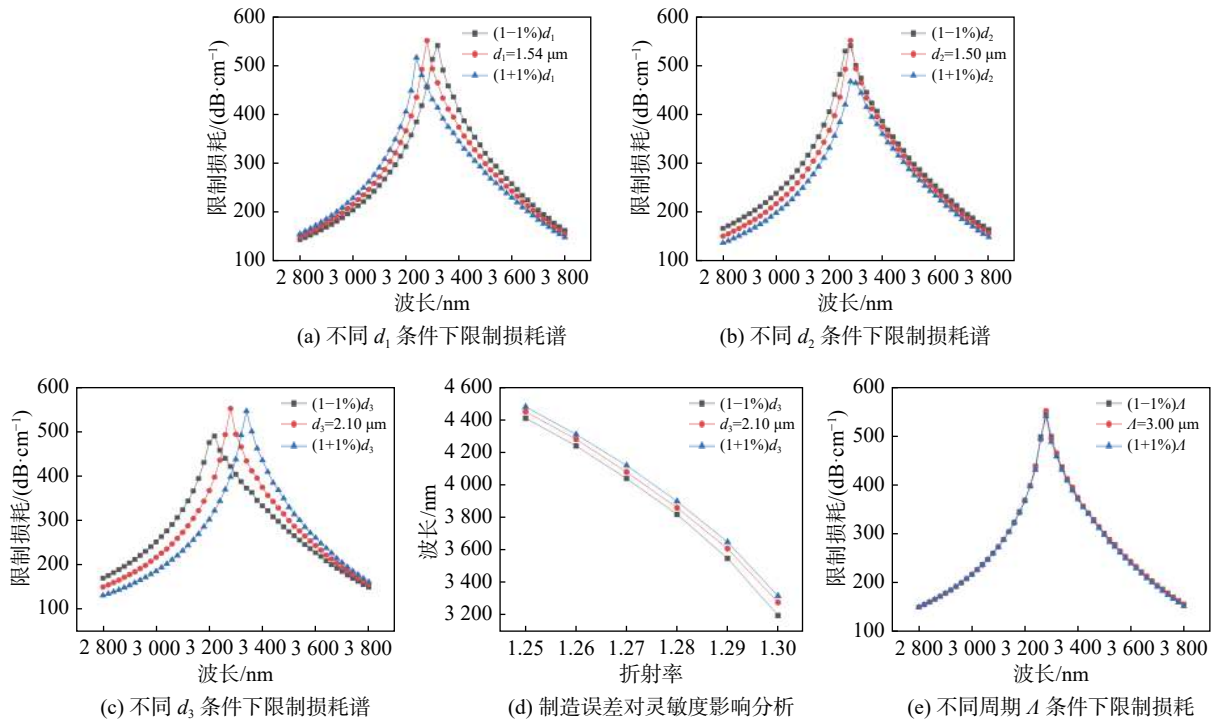 600
500
400
300
200
100
限制损耗/(dB·cm⁻¹)
(1−1%)d₁
d₁=1.54 μm
(1+1%)d₁
2 800 3 000 3 200 3 400 3 600 3 800
波长/nm
(a) 不同 d₁ 条件下限制损耗谱
600
500
400
300
200
100
限制损耗/(dB·cm⁻¹)
(1−1%)d₂
d₂=1.50 μm
(1+1%)d₂
2 800 3 000 3 200 3 400 3 600 3 800
波长/nm
(b) 不同 d₂ 条件下限制损耗谱
600
500
400
300
200
100
限制损耗/(dB·cm⁻¹)
(1−1%)d₃
d₃=2.10 μm
(1+1%)d₃
2 800 3 000 3 200 3 400 3 600 3 800
波长/nm
(c) 不同 d₃ 条件下限制损耗谱
4 600
4 400
4 200
4 000
3 800
3 600
3 400
3 200
波长/nm
(1−1%)d₃
d₃=2.10 μm
(1+1%)d₃
1.25 1.26 1.27 1.28 1.29 1.30
折射率
(d) 制造误差对灵敏度影响分析
600
500
400
300
200
100
限制损耗/(dB·cm⁻¹)
(1−1%)Λ
Λ=3.00 μm
(1+1%)Λ
2 800 3 000 3 200 3 400 3 600 3 800
波长/nm
(e) 不同周期 Λ 条件下限制损耗